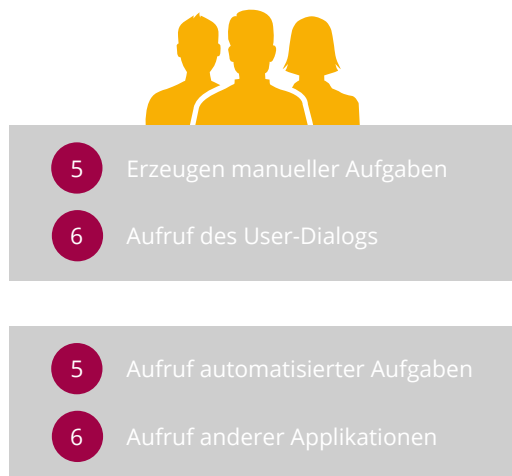 5 Erzeugen manueller Aufgaben
6 Aufruf des User-Dialogs
5 Aufruf automatisierter Aufgaben
6 Aufruf anderer Applikationen